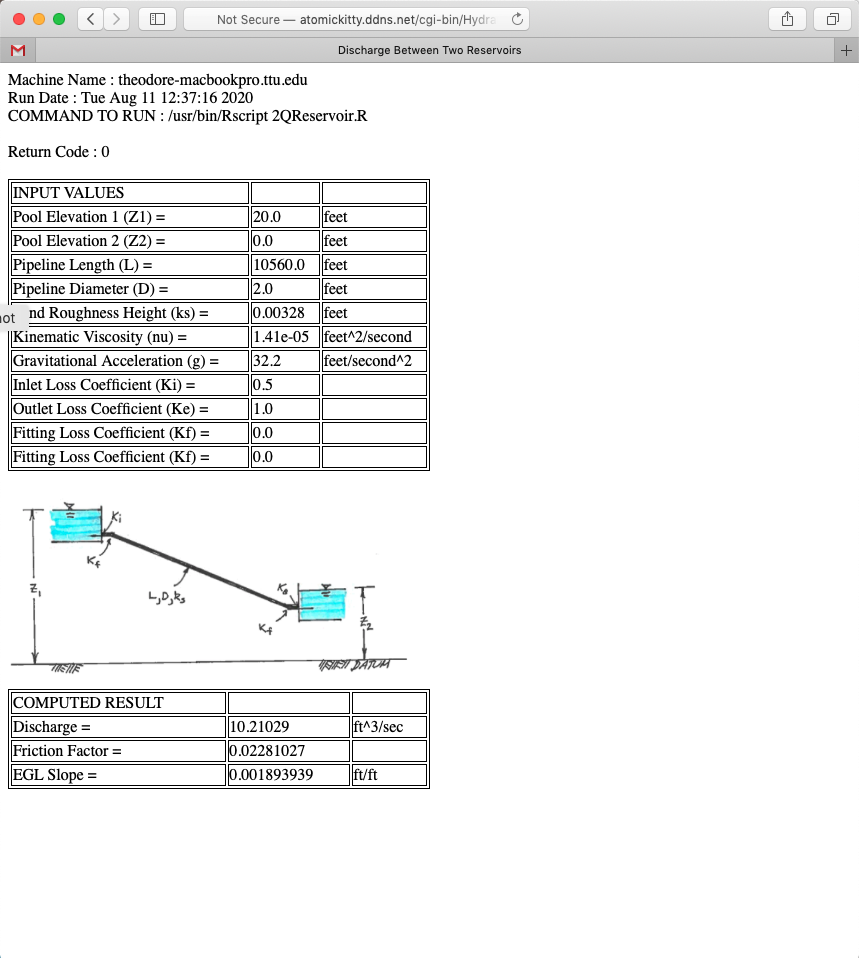 Not Secure — atomickitty.ddns.net/cgi-bin/Hydra
Discharge Between Two Reservoirs
Machine Name : theodore-macbookpro.ttu.edu
Run Date : Tue Aug 11 12:37:16 2020
COMMAND TO RUN : /usr/bin/Rscript 2QReservoir.R
Return Code : 0
INPUT VALUES
Pool Elevation 1 (Z1) = 20.0 feet
Pool Elevation 2 (Z2) = 0.0 feet
Pipeline Length (L) = 10560.0 feet
Pipeline Diameter (D) = 2.0 feet
not nd Roughness Height (ks) = 0.00328 feet
Kinematic Viscosity (nu) = 1.41e-05 feet^2/second
Gravitational Acceleration (g) = 32.2 feet/second^2
Inlet Loss Coefficient (Ki) = 0.5
Outlet Loss Coefficient (Ke) = 1.0
Fitting Loss Coefficient (Kf) = 0.0
Fitting Loss Coefficient (Kf) = 0.0
Ki
Kf
Z1
L,D,ks
Kf
Z2
DATUM
COMPUTED RESULT
Discharge = 10.21029 ft^3/sec
Friction Factor = 0.02281027
EGL Slope = 0.001893939 ft/ft